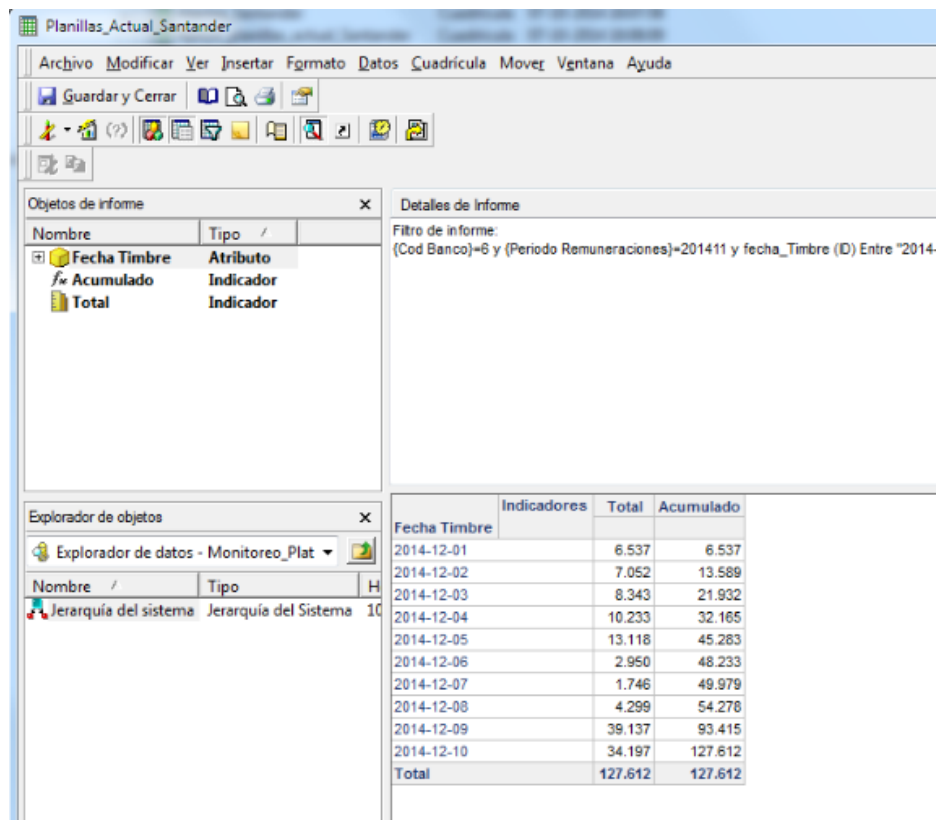 Planillas_Actual_Santander
Archivo Modificar Ver Insertar Formato Datos Cuadrícula Mover Ventana Ayuda
Guardar y Cerrar
Objetos de informe
Nombre Tipo
Fecha Timbre Atributo
Acumulado Indicador
Total Indicador
Detalles de Informe
Filtro de informe:
{Cod Banco}=6 y {Periodo Remuneraciones}=201411 y fecha_Timbre (ID) Entre "2014-
Explorador de objetos
Explorador de datos - Monitoreo_Plat
Nombre Tipo H
Jerarquía del sistema Jerarquía del Sistema 10
Indicadores Total Acumulado
Fecha Timbre
2014-12-01 6.537 6.537
2014-12-02 7.052 13.589
2014-12-03 8.343 21.932
2014-12-04 10.233 32.165
2014-12-05 13.118 45.283
2014-12-06 2.950 48.233
2014-12-07 1.746 49.979
2014-12-08 4.299 54.278
2014-12-09 39.137 93.415
2014-12-10 34.197 127.612
Total 127.612 127.612